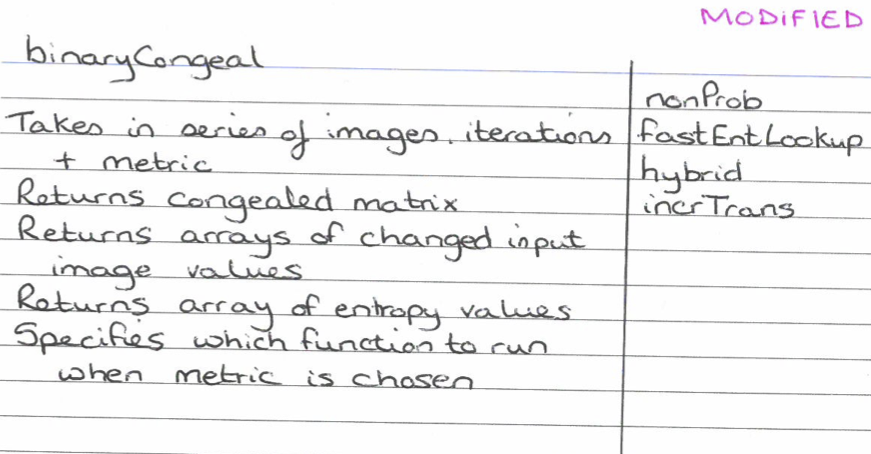 MODIFIED
binaryCongeal
Takes in series of images, iterations
+ metric
Returns congealed matrix
Returns arrays of changed input
image values
Returns array of entropy values
Specifies which function to run
when metric is chosen
nonProb
fastEntLookup
hybrid
incrTrans